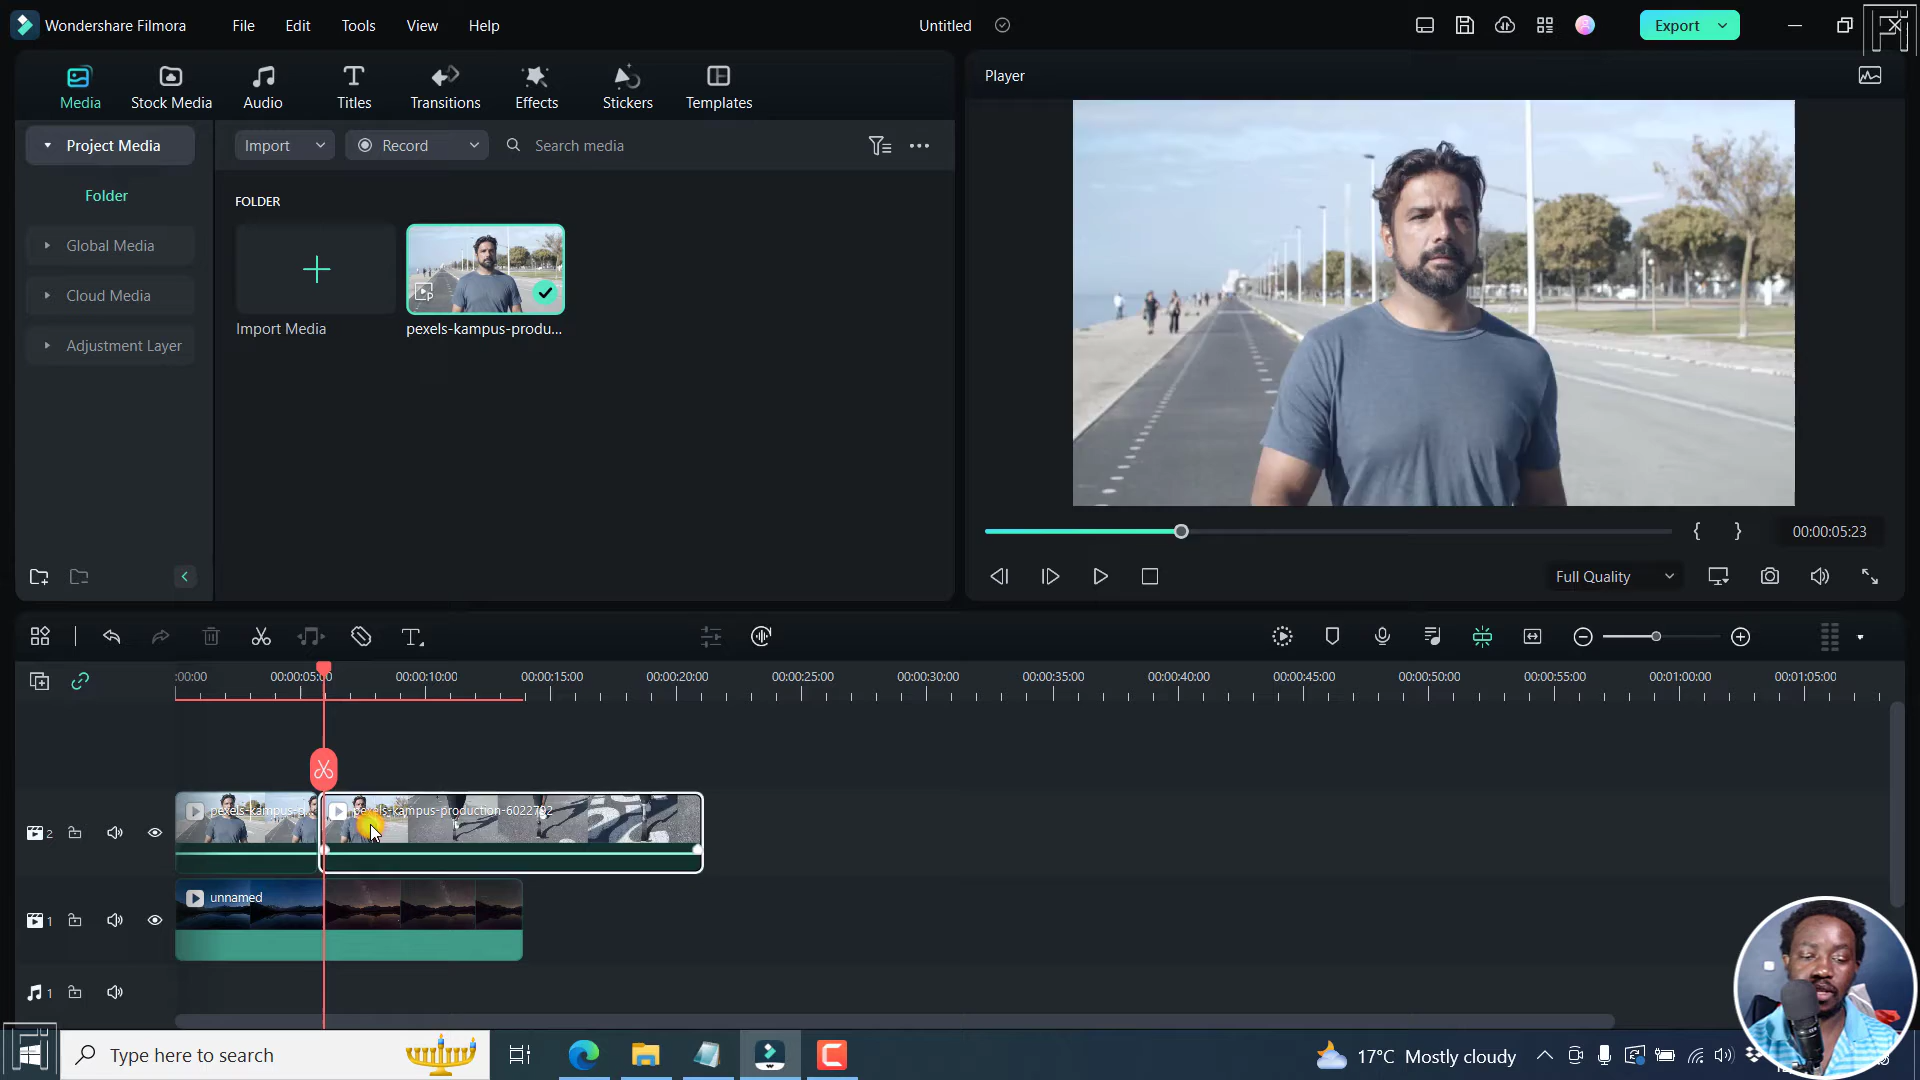 Wondershare Filmora
File
Edit
Tools
View
Help
Untitled
Export
Media
Stock Media
Audio
Titles
Transitions
Effects
Stickers
Templates
Player
Project Media
Import
Record
Search media
Folder
FOLDER
Global Media
Cloud Media
Adjustment Layer
Import Media
pexels-kampus-produ...
00:00:05:23
Full Quality
:00:00
00:00:05:
00:00:10:00
00:00:15:00
00:00:20:00
00:00:25:00
00:00:30:00
00:00:35:00
00:00:40:00
00:00:45:00
00:00:50:00
00:00:55:00
00:01:00:00
00:01:05:00
pexels-kampus-p
pexels-kampus-production-6022792
2
unnamed
1
1
Type here to search
17°C Mostly cloudy